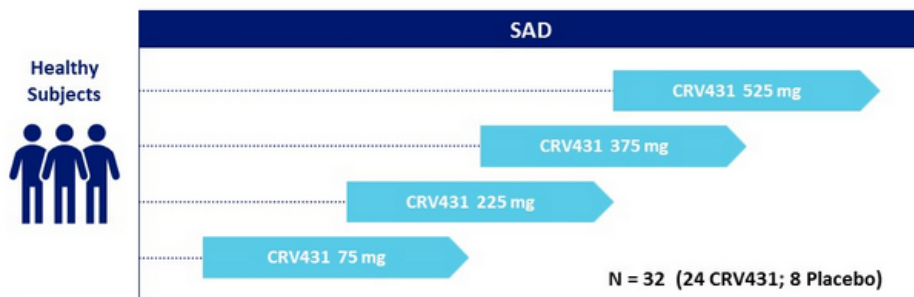 SAD
Healthy
Subjects
CRV431 525 mg
CRV431 375 mg
CRV431 225 mg
CRV431 75 mg
N = 32 (24 CRV431; 8 Placebo)